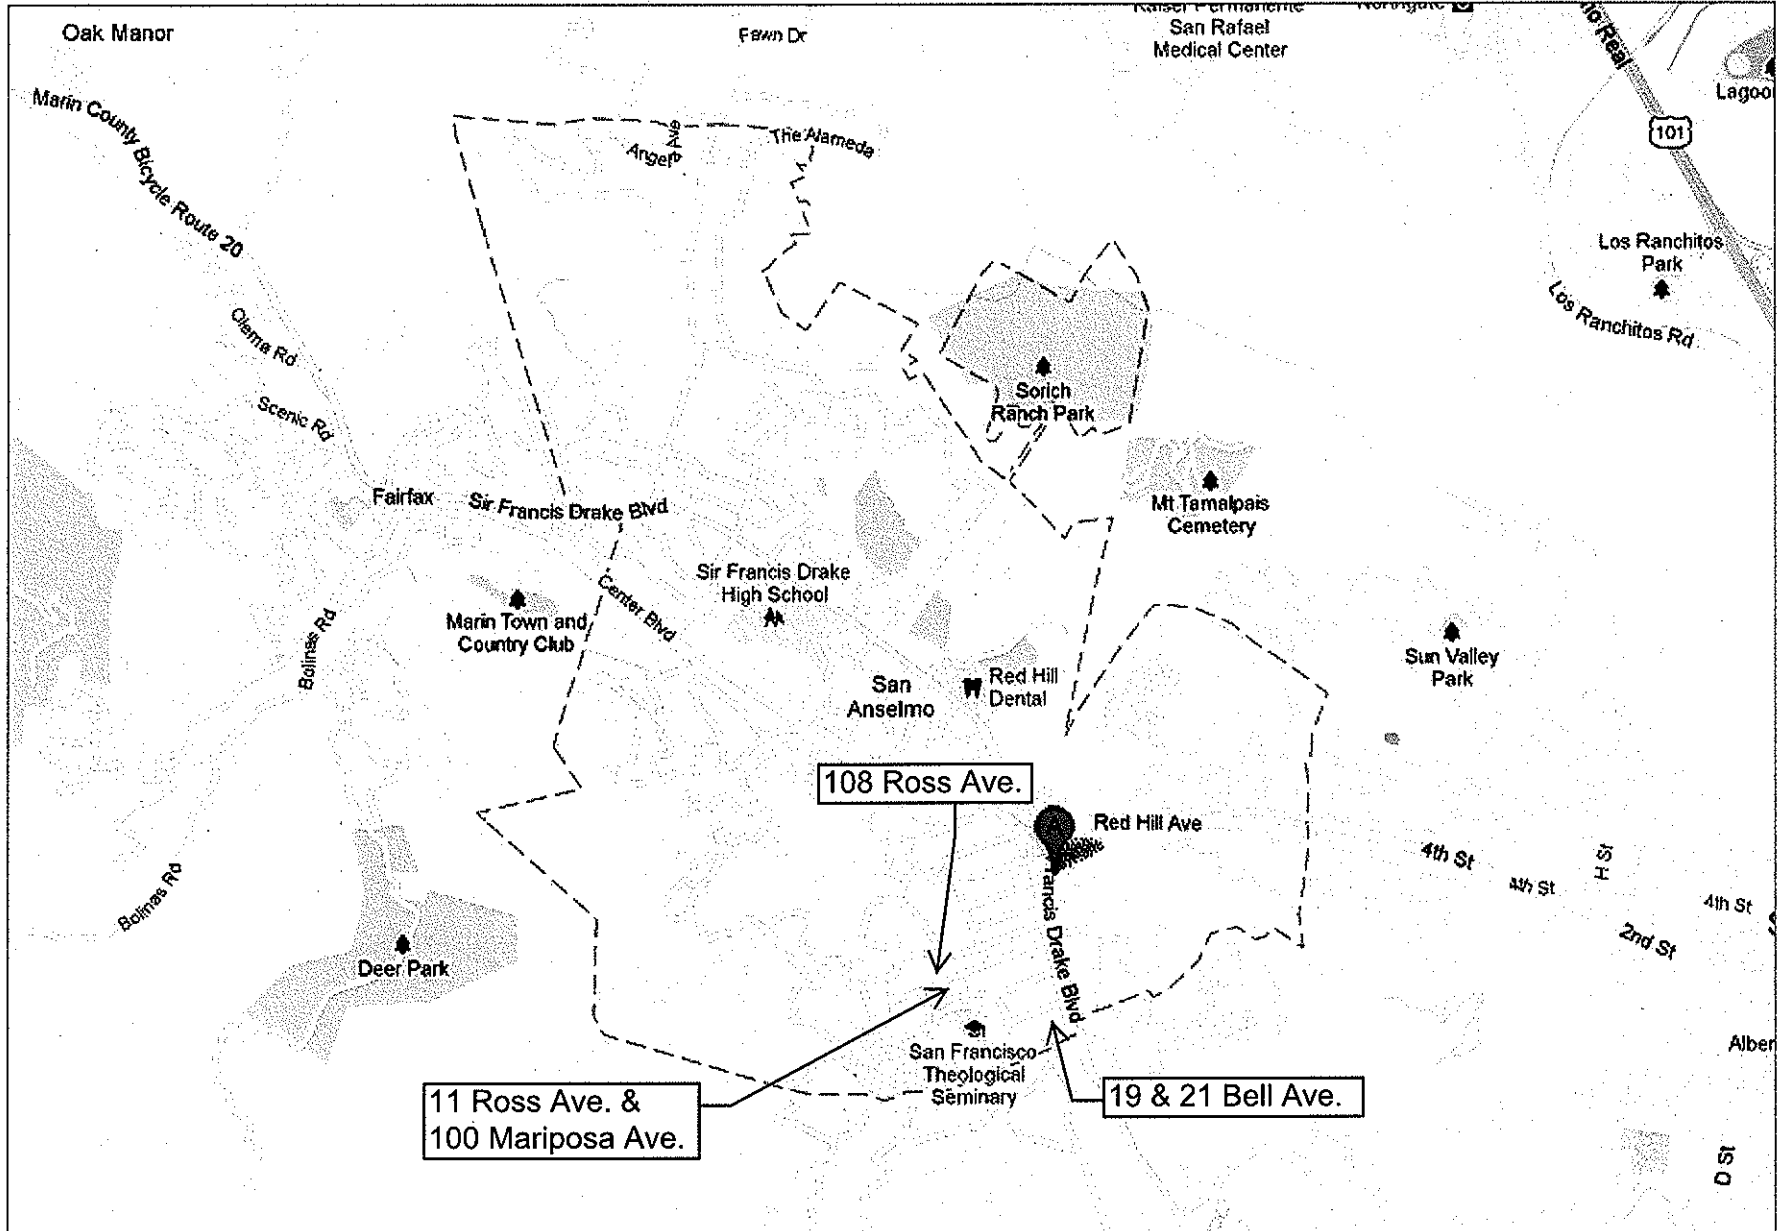 Oak Manor
Fawn Dr
Kaiser Permanente
San Rafael
Medical Center
Northgate
Lagoo
Marin County Bicycle Route 20
The Alameda
101
Los Ranchitos
Park
Los Ranchitos Rd
Olema Rd
Scenic Rd
Sorich
Ranch Park
Fairfax
Sir Francis Drake Blvd
Mt Tamalpais
Cemetery
Sir Francis Drake
High School
Center Blvd
Marin Town and
Country Club
Bolinas Rd
Sun Valley
Park
San
Anselmo
Red Hill
Dental
108 Ross Ave.
Red Hill Ave
4th St
4th St
H St
4th St
2nd St
Bolinas Rd
Deer Park
Francis Drake Blvd
San Francisco
Theological
Seminary
Alber
11 Ross Ave. &
100 Mariposa Ave.
19 & 21 Bell Ave.
D St